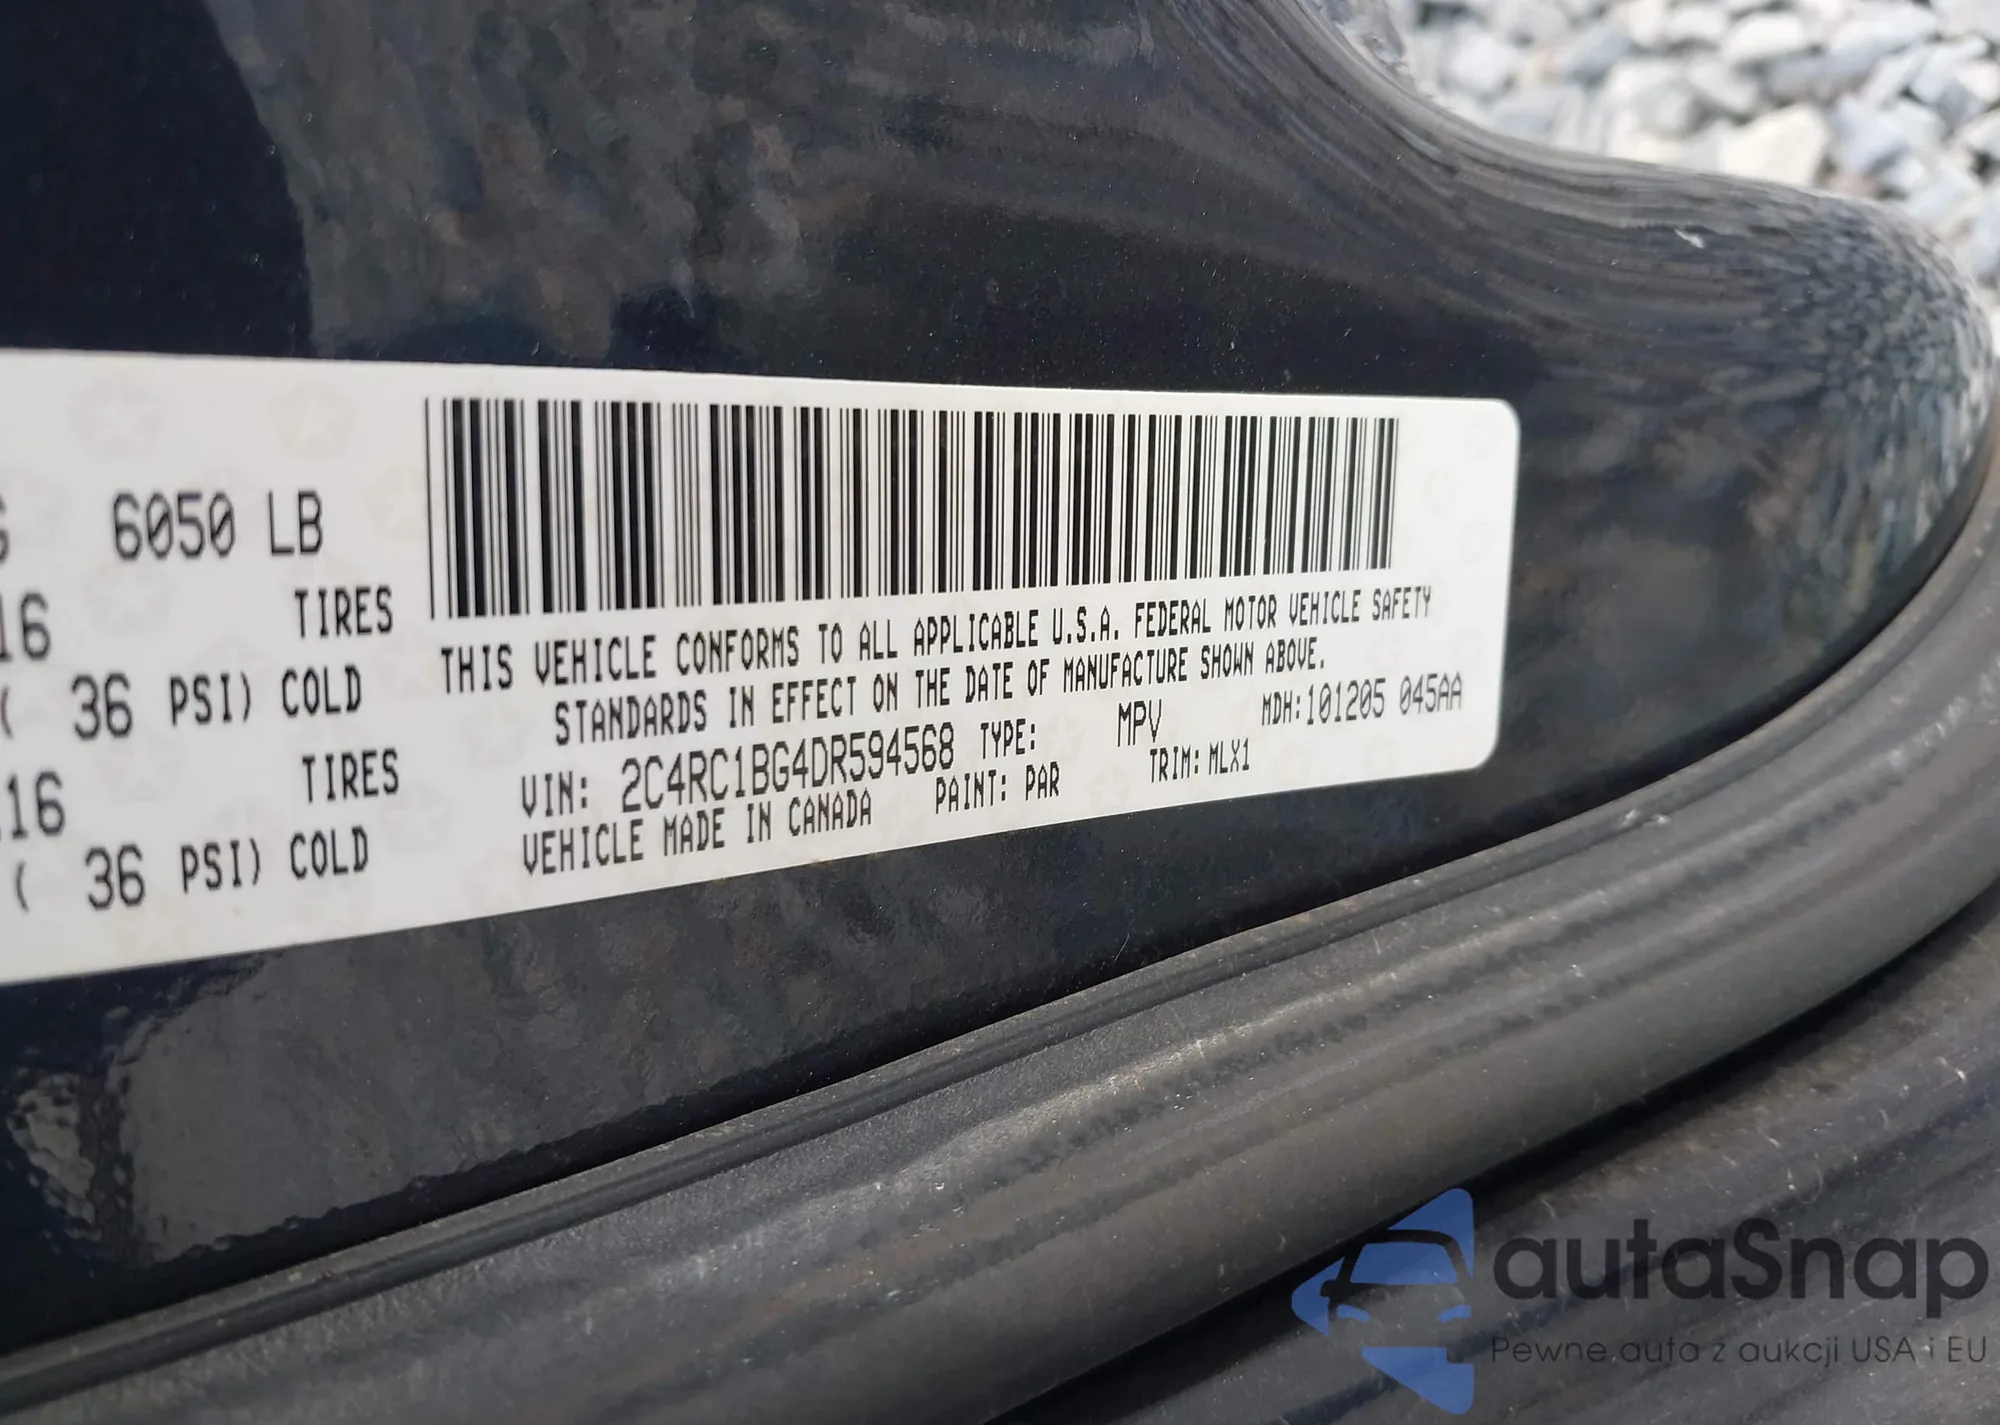 6050 LB
16 TIRES
( 36 PSI) COLD
16 TIRES
( 36 PSI) COLD
THIS VEHICLE CONFORMS TO ALL APPLICABLE U.S.A. FEDERAL MOTOR VEHICLE SAFETY
STANDARDS IN EFFECT ON THE DATE OF MANUFACTURE SHOWN ABOVE.
VIN: 2C4RC1BG4DR594568 TYPE: MPV MDH:101205 045AA
VEHICLE MADE IN CANADA PAINT: PAR TRIM: MLX1
autaSnap
Pewne auta z aukcji USA i EU